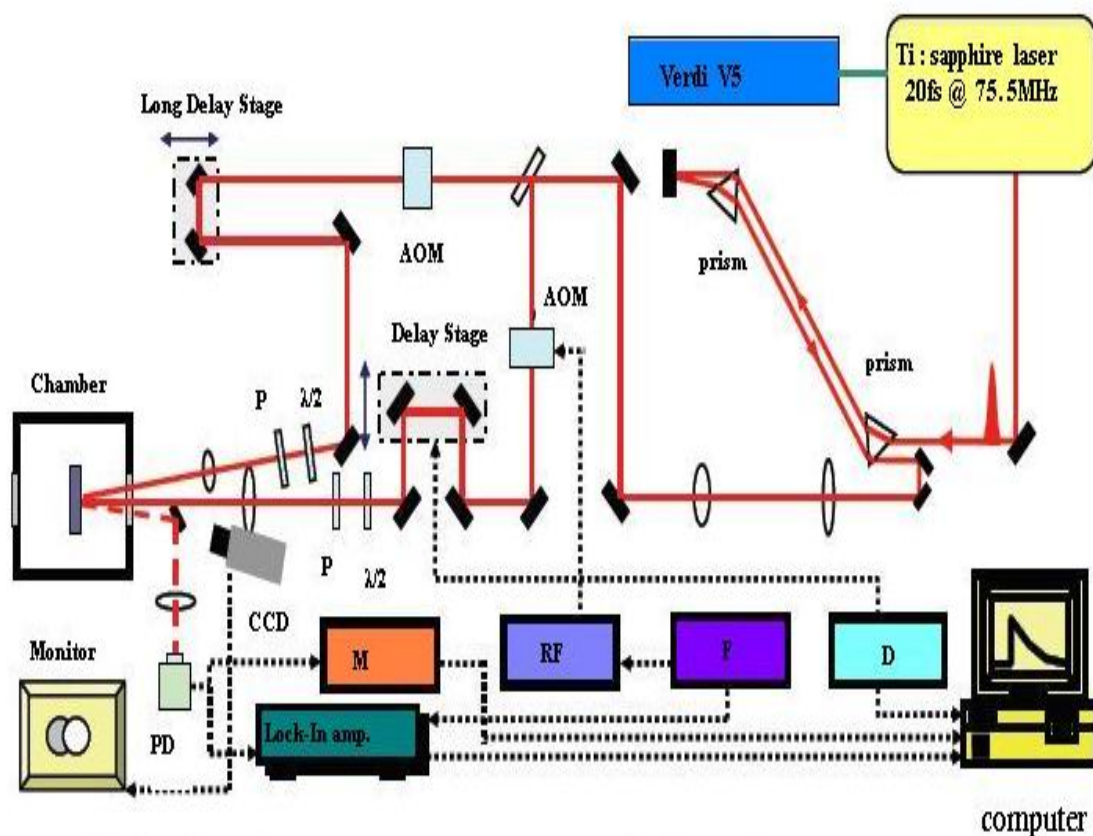 Verdi V5
Ti : sapphire laser
20fs @ 75.5MHz
Long Delay Stage
AOM
prism
AOM
Delay Stage
prism
Chamber
P
λ/2
P
λ/2
CCD
Monitor
M
RF
F
D
Lock-In amp.
PD
computer